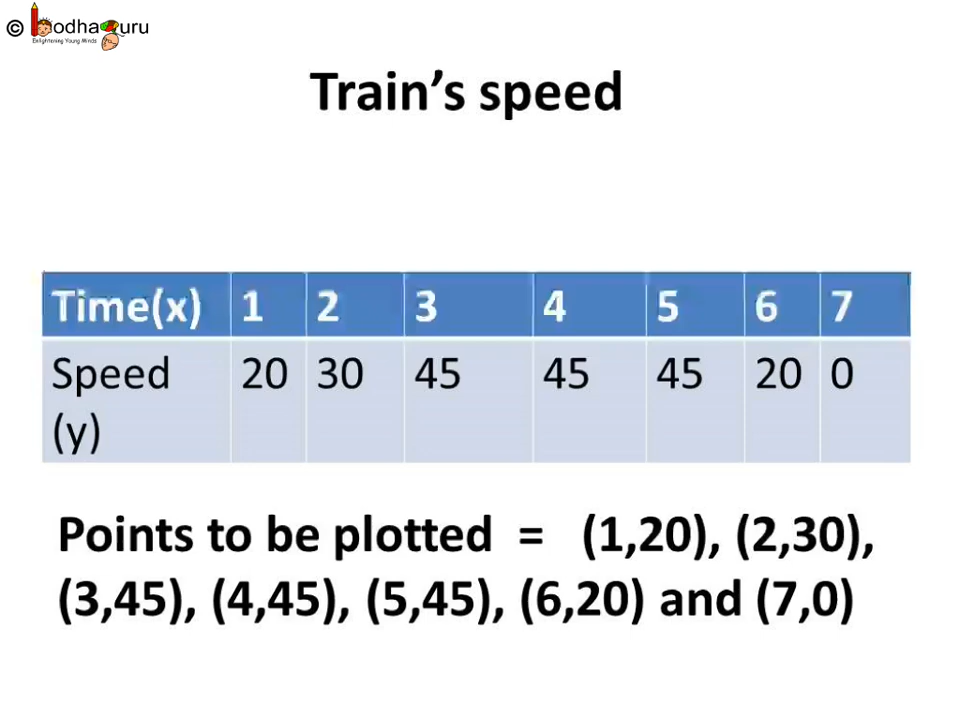 © BodhaGuru
Enlightening Young Minds
Train’s speed
Time(x) 1 2 3 4 5 6 7
Speed 20 30 45 45 45 20 0
(y)
Points to be plotted = (1,20), (2,30),
(3,45), (4,45), (5,45), (6,20) and (7,0)